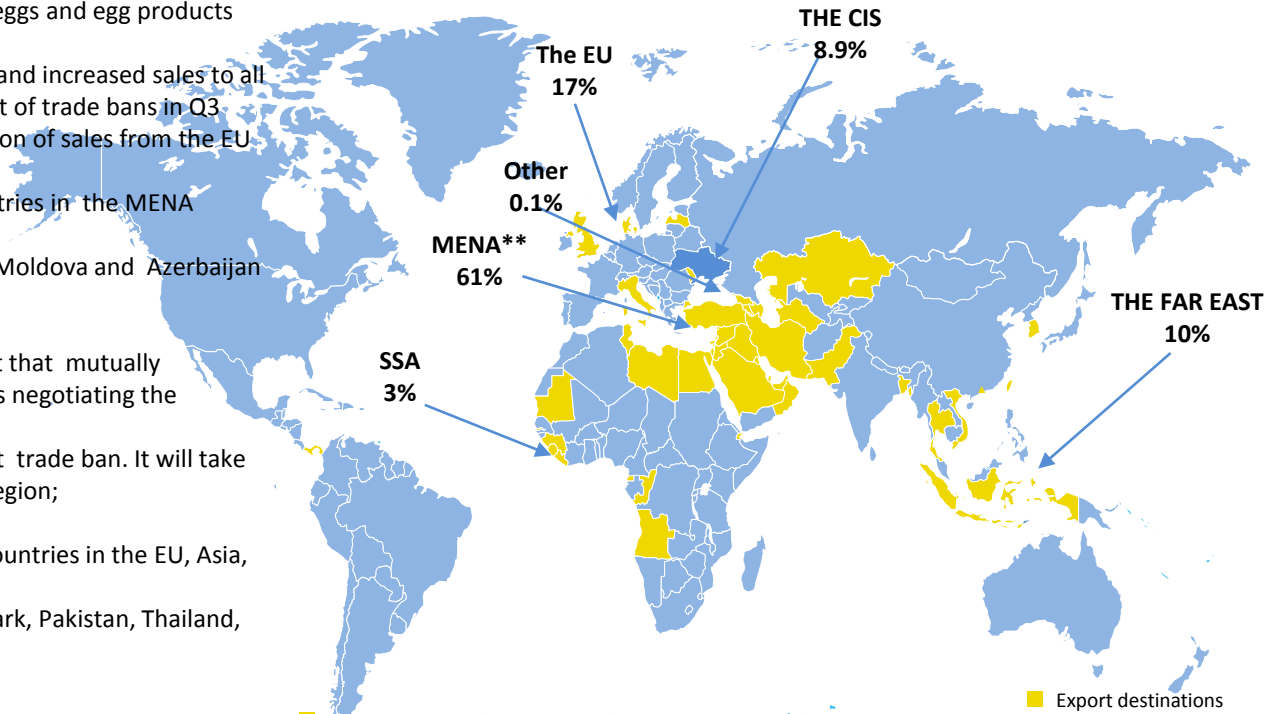 eggs and egg products
and increased sales to all
t of trade bans in Q3
on of sales from the EU
tries in the MENA
Moldova and Azerbaijan
t that mutually
s negotiating the
t trade ban. It will take
egion;
ountries in the EU, Asia,
ark, Pakistan, Thailand,
THE CIS
8.9%
The EU
17%
Other
0.1%
MENA**
61%
SSA
3%
THE FAR EAST
10%
Export destinations